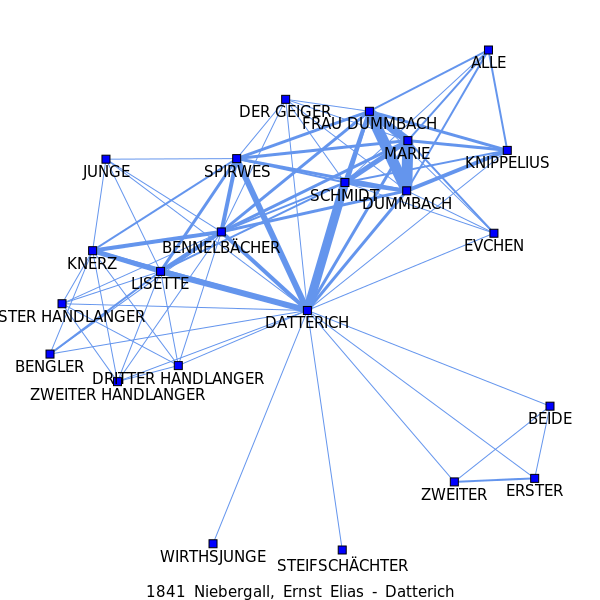 ALLE
DER GEIGER
FRAU DUMMBACH
MARIE
KNIPPELIUS
JUNGE
SPIRWES
SCHMIDT
DUMMBACH
EVCHEN
BENNELBÄCHER
KNERZ
LISETTE
STER HANDLANGER
DATTERICH
BENGLER
DRITTER HANDLANGER
ZWEITER HANDLANGER
BEIDE
ZWEITER
ERSTER
WIRTHSJUNGE
STEIFSCHÄCHTER
1841 Niebergall, Ernst Elias - Datterich